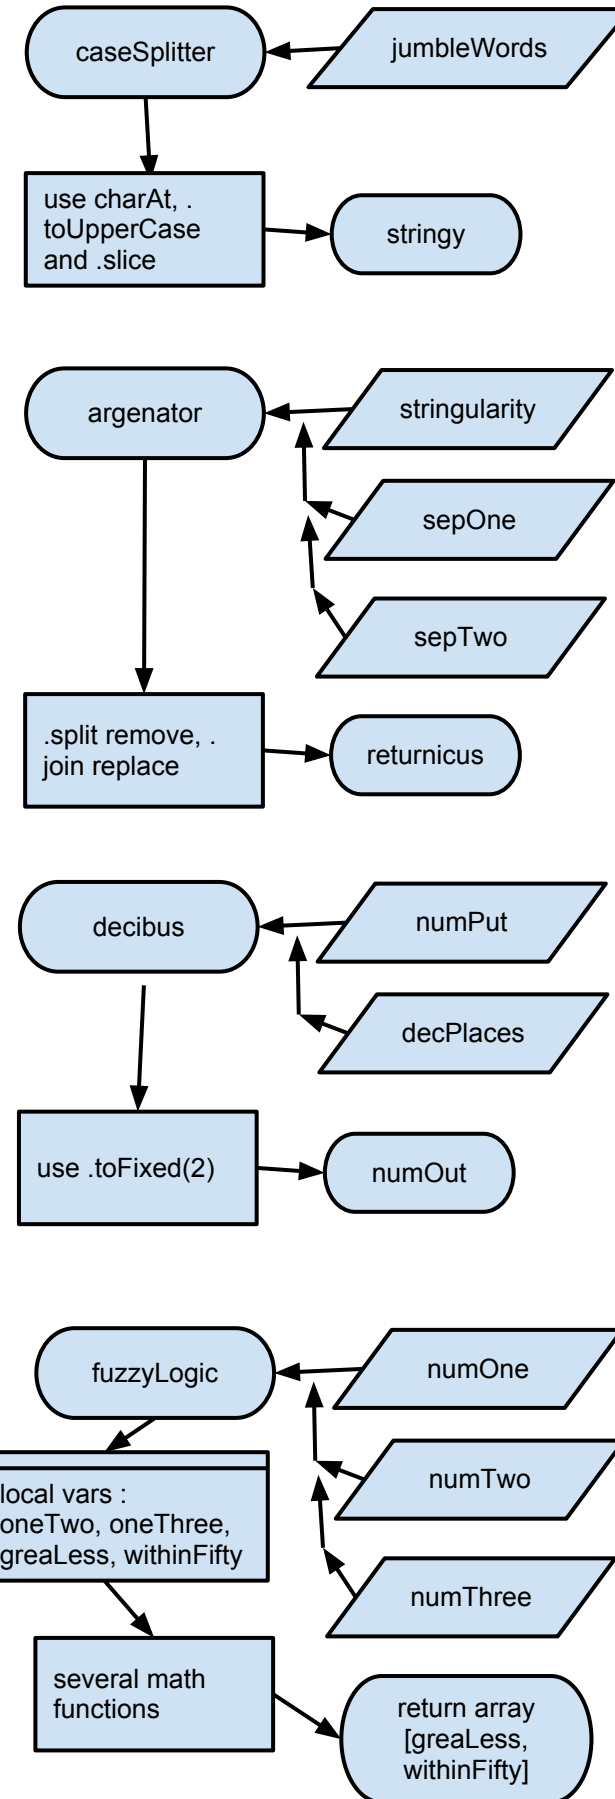 caseSplitter
jumbleWords
use charAt, .
toUpperCase
and .slice
stringy
argenator
stringularity
sepOne
sepTwo
.split remove, .
join replace
returnicus
decibus
numPut
decPlaces
use .toFixed(2)
numOut
fuzzyLogic
numOne
numTwo
local vars :
oneTwo, oneThree,
greaLess, withinFifty
numThree
several math
functions
return array
[greaLess,
withinFifty]